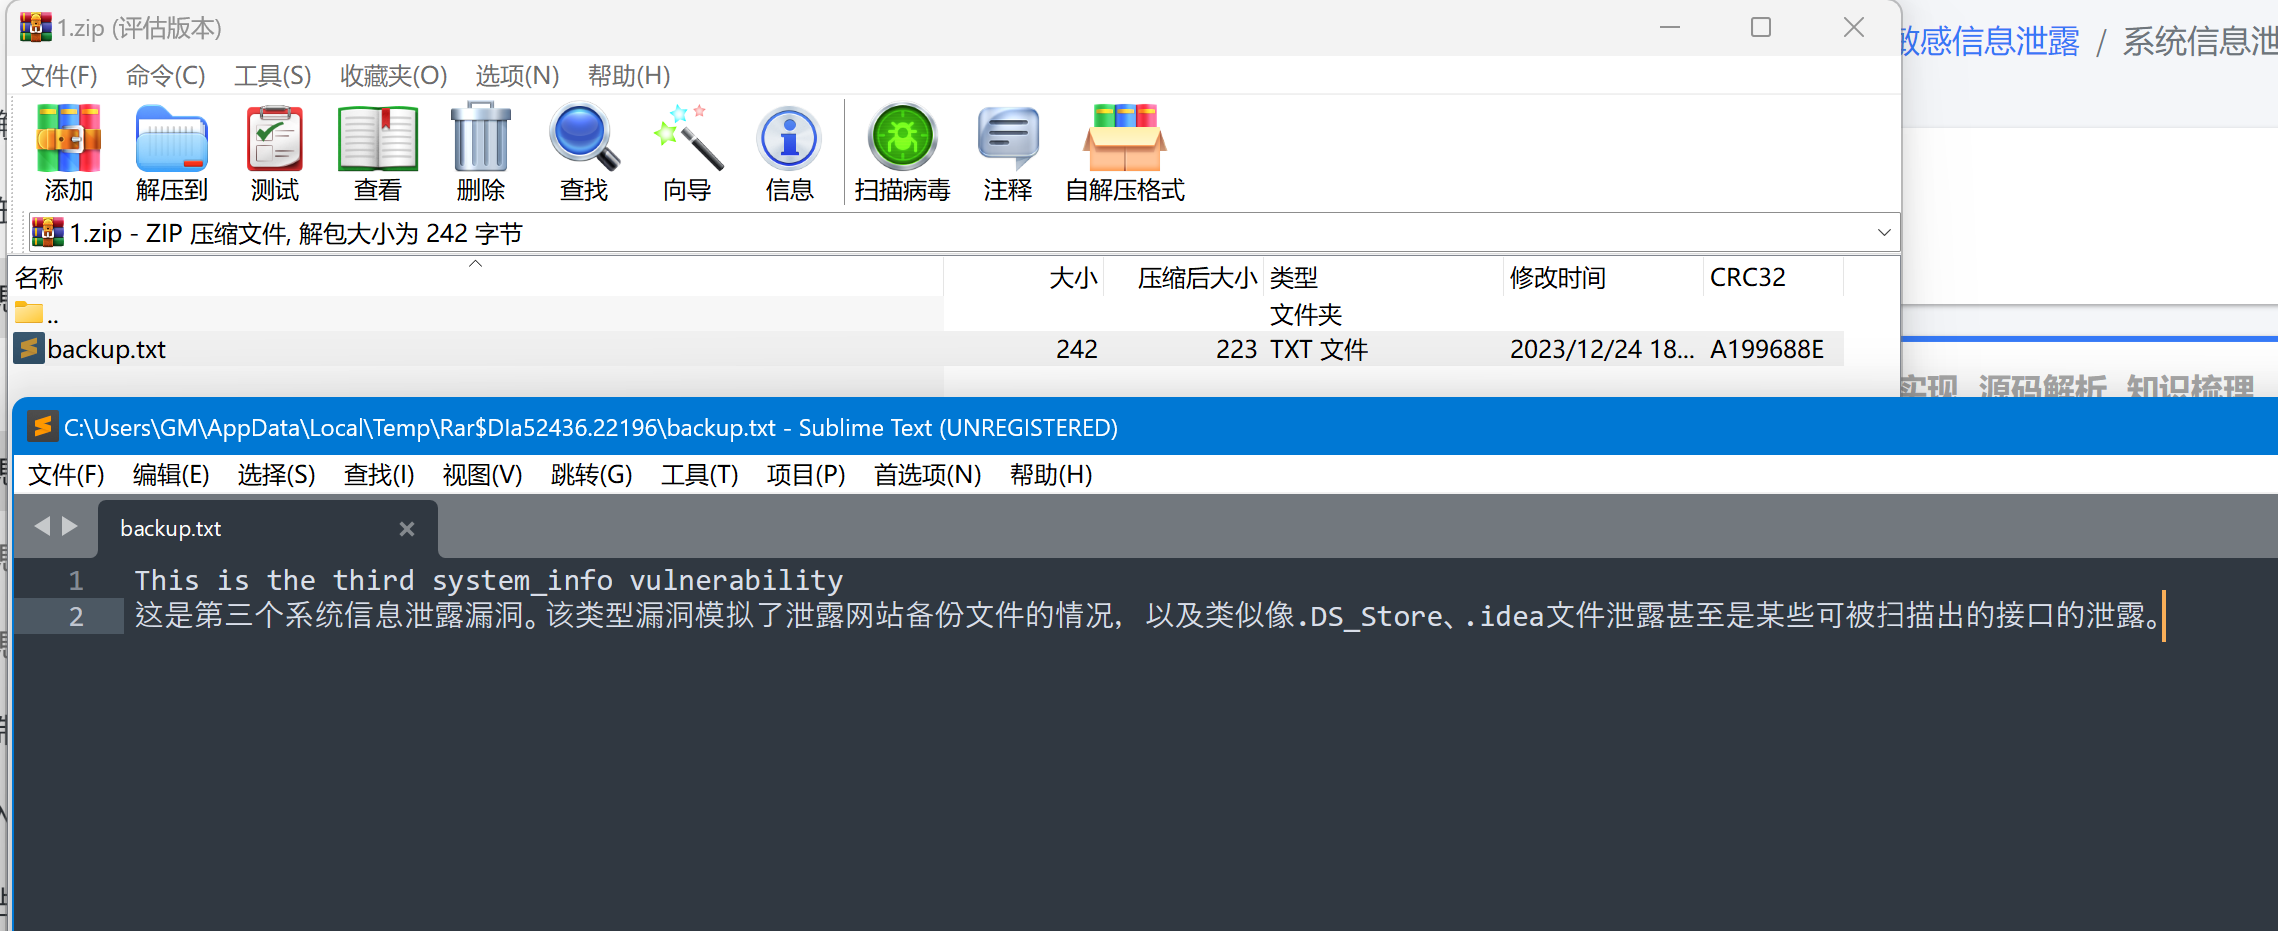 1.zip (评估版本)
敏感信息泄露 / 系统信息泄
文件(F) 命令(C) 工具(S) 收藏夹(O) 选项(N) 帮助(H)
添加 解压到 测试 查看 删除 查找 向导 信息 扫描病毒 注释 自解压格式
1.zip - ZIP 压缩文件, 解包大小为 242 字节
名称 大小 压缩后大小 类型 修改时间 CRC32
.. 文件夹
backup.txt 242 223 TXT 文件 2023/12/24 18... A199688E
实现 源码解析 知识梳理
C:\Users\GM\AppData\Local\Temp\Rar$DIa52436.22196\backup.txt - Sublime Text (UNREGISTERED)
文件(F) 编辑(E) 选择(S) 查找(I) 视图(V) 跳转(G) 工具(T) 项目(P) 首选项(N) 帮助(H)
backup.txt
1 This is the third system_info vulnerability
2 这是第三个系统信息泄露漏洞。该类型漏洞模拟了泄露网站备份文件的情况，以及类似像.DS_Store、.idea文件泄露甚至是某些可被扫描出的接口的泄露。